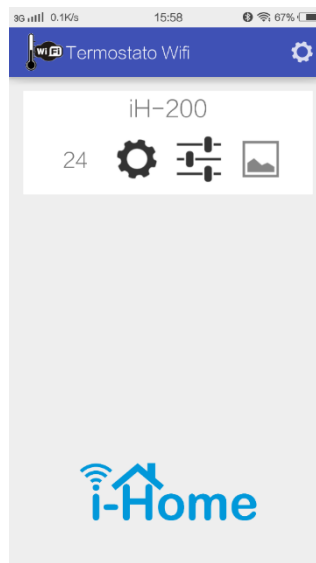 3G 0.1K/s 15:58 67%
WiFi Termostato Wifi
iH-200
24
i-Home